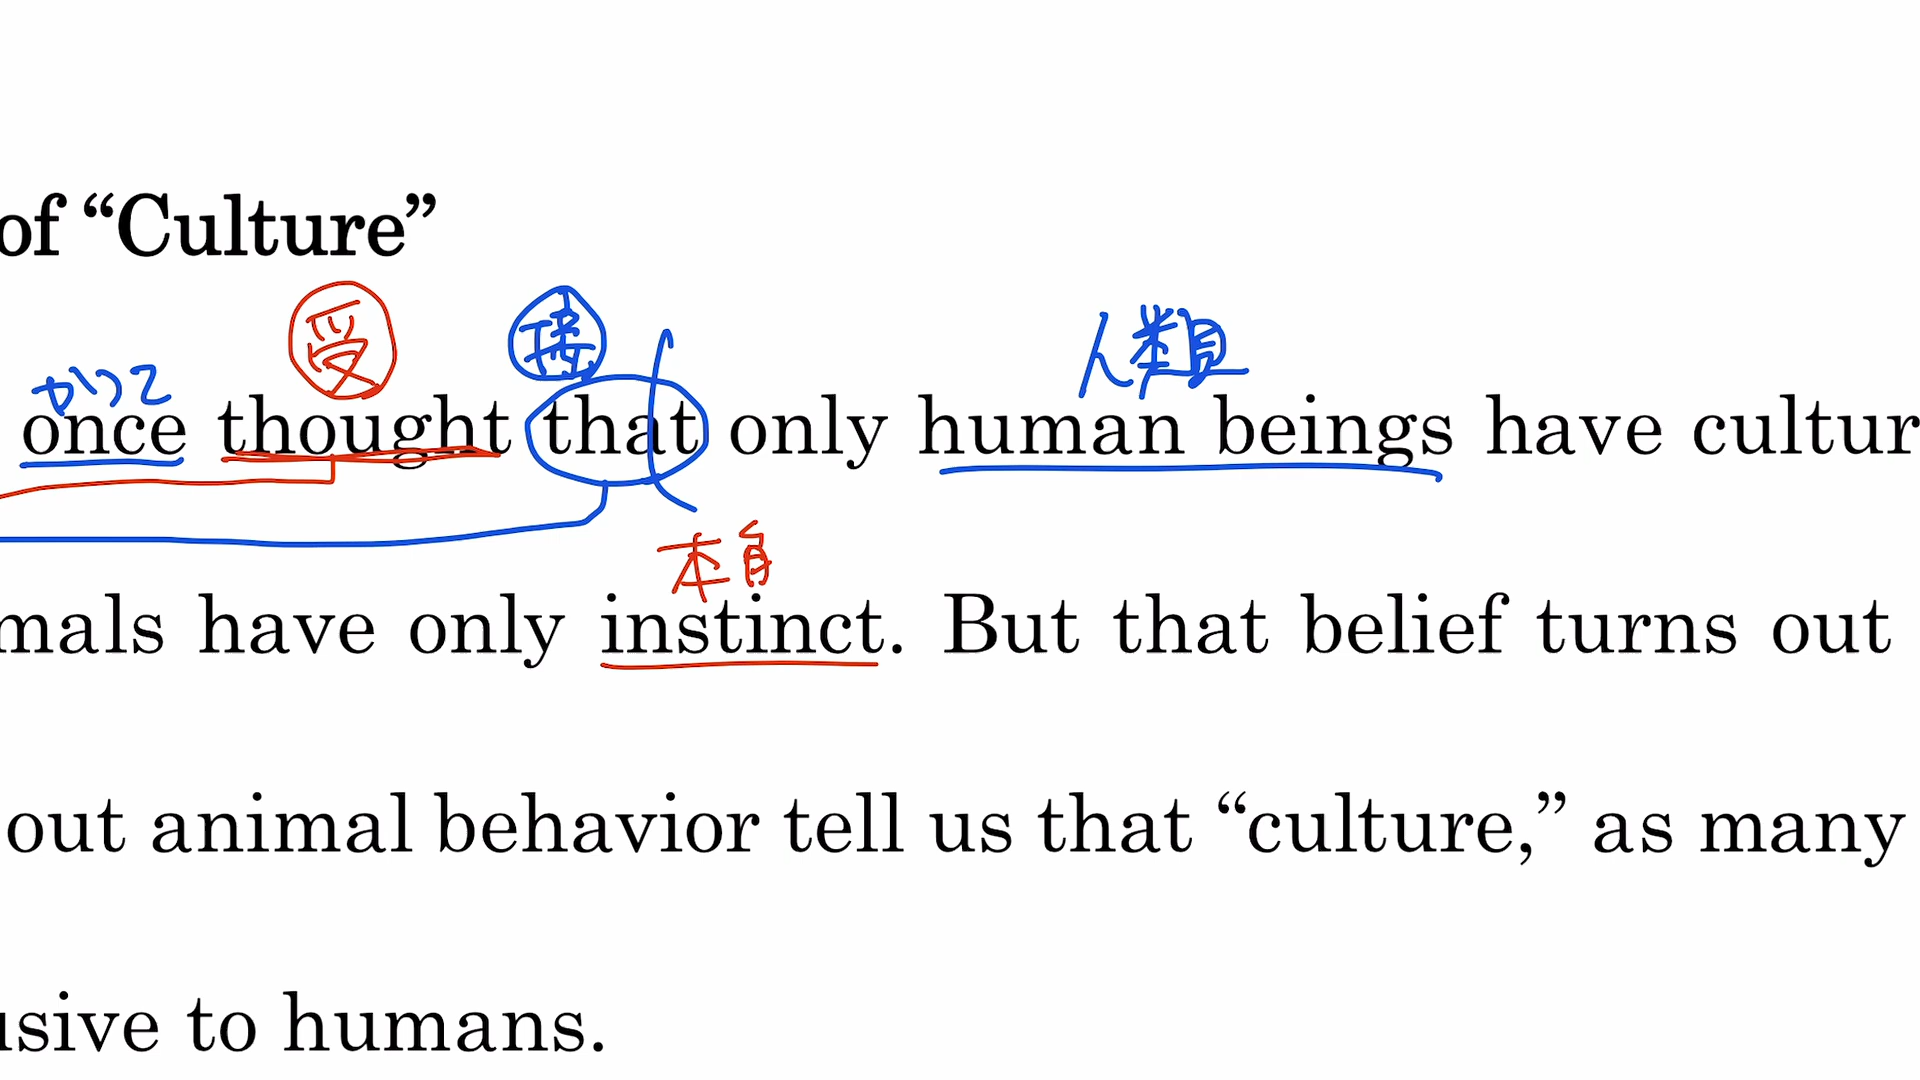 of “Culture”
受 接 人類
かつて
once thought that only human beings have cultur
本
mals have only instinct. But that belief turns out
out animal behavior tell us that “culture,” as many
usive to humans.